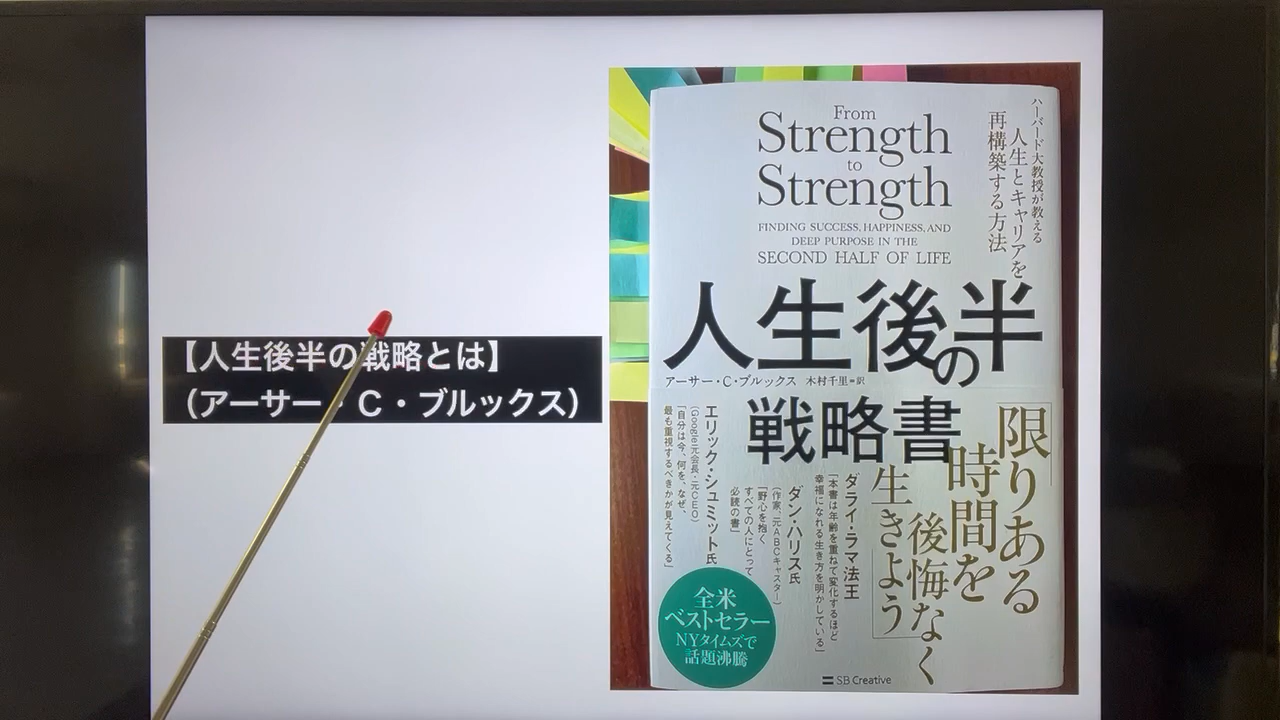 【人生後半の戦略とは】
(アーサー・C・ブルックス)
From
Strength
to
Strength
FINDING SUCCESS, HAPPINESS, AND
DEEP PURPOSE IN THE
SECOND HALF OF LIFE
ハーバード大教授が教える
人生とキャリアを
再構築する方法
人生後半の
戦略書
アーサー・C・ブルックス 木村千里=訳
「限りある
時間を
後悔なく
生きよう」
ダライ・ラマ法王
「本書は年齢を重ねて変化するほど
幸福になれる生き方を明かしている」
ダン・ハリス氏
(作家、元ABCキャスター)
「野心を抱く
すべての人にとって
必読の書」
エリック・シュミット氏
(Google元会長・元CEO)
「自分は今、何を、なぜ、
最も重視するべきかが見えてくる」
全米
ベストセラー
NYタイムズで
話題沸騰
SB Creative